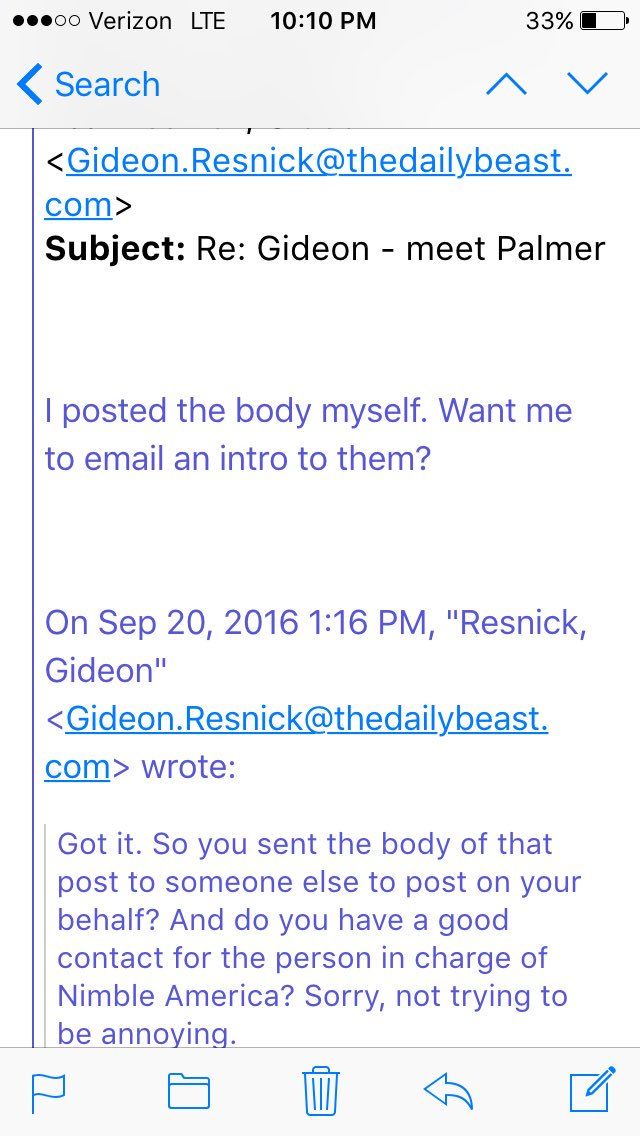 Verizon LTE 10:10 PM 33%
Search
<Gideon.Resnick@thedailybeast.
com>
Subject: Re: Gideon - meet Palmer
I posted the body myself. Want me
to email an intro to them?
On Sep 20, 2016 1:16 PM, "Resnick,
Gideon"
<Gideon.Resnick@thedailybeast.
com> wrote:
Got it. So you sent the body of that
post to someone else to post on your
behalf? And do you have a good
contact for the person in charge of
Nimble America? Sorry, not trying to
be annoying.